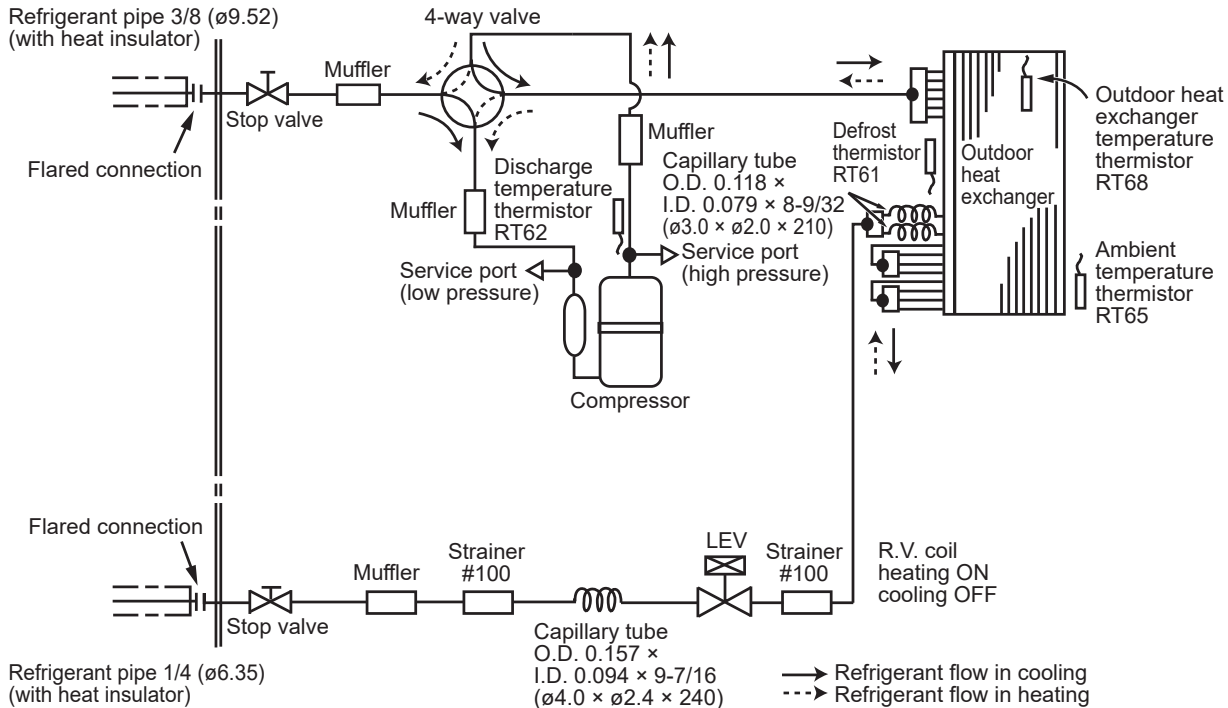 Refrigerant pipe 3/8 (ø9.52)
(with heat insulator)
4-way valve
Muffler
Stop valve
Flared connection
Muffler
Discharge
temperature
thermistor
RT62
Muffler
Capillary tube
O.D. 0.118 ×
I.D. 0.079 × 8-9/32
(ø3.0 × ø2.0 × 210)
Defrost
thermistor
RT61
Outdoor
heat
exchanger
Outdoor heat
exchanger
temperature
thermistor
RT68
Service port
(low pressure)
Service port
(high pressure)
Ambient
temperature
thermistor
RT65
Compressor
Flared connection
Stop valve
Muffler
Strainer
#100
Capillary tube
O.D. 0.157 ×
I.D. 0.094 × 9-7/16
(ø4.0 × ø2.4 × 240)
LEV
Strainer
#100
R.V. coil
heating ON
cooling OFF
Refrigerant pipe 1/4 (ø6.35)
(with heat insulator)
Refrigerant flow in cooling
Refrigerant flow in heating